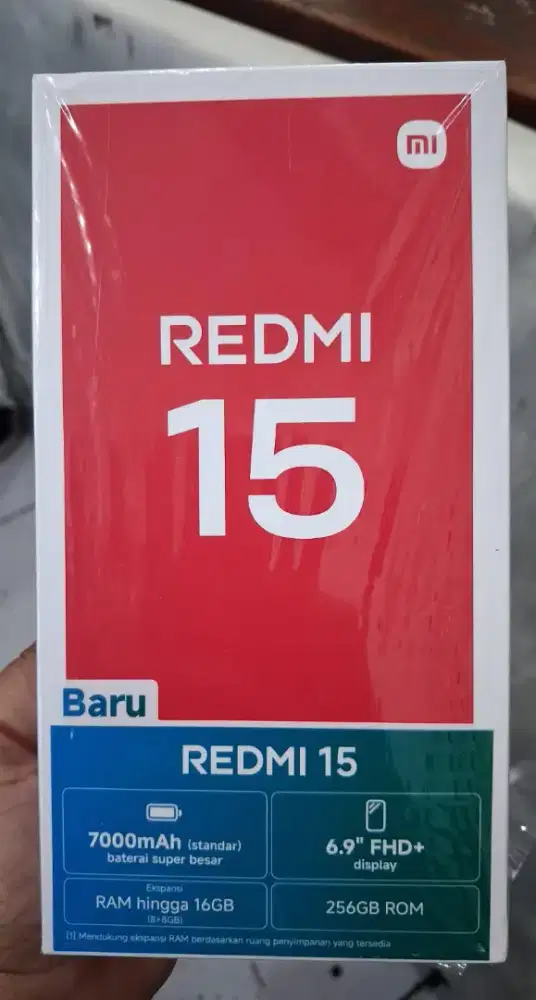 mi
REDMI
15
Baru
REDMI 15
7000mAh (standar)
baterai super besar
6.9" FHD+
display
Ekspansi
RAM hingga 16GB
(8+8GB)
256GB ROM
[1] Mendukung ekspansi RAM berdasarkan ruang penyimpanan yang tersedia